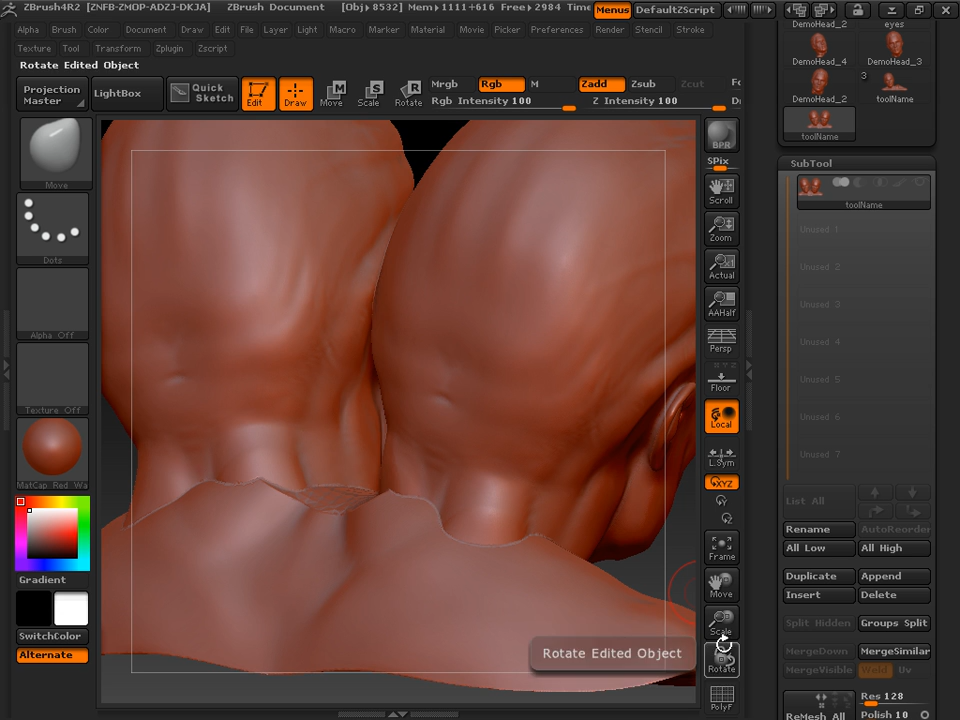 ZBrush4R2 [ZNFB-ZMOP-ADZJ-DKJA] ZBrush Document [Obj▸8532] Mem▸1111+616 Free▸2984 Time Menus DefaultZScript
Alpha Brush Color Document Draw Edit File Layer Light Macro Marker Material Movie Picker Preferences Render Stencil Stroke
Texture Tool Transform Zplugin Zscript
Rotate Edited Object
Projection Master
LightBox
Quick Sketch
Edit
Draw
Move
Scale
Rotate
Mrgb Rgb M Zadd Zsub Zcut
Rgb Intensity 100 Z Intensity 100
Move
Dots
Alpha Off
Texture Off
MatCap Red Wa
Gradient
SwitchColor
Alternate
BPR
SPix
Scroll
Zoom
Actual
AAHalf
Persp
Floor
Local
L.Sym
XYZ
Frame
Move
Scale
Rotate
PolyF
Rotate Edited Object
DemoHead_2 eyes
DemoHead_4 DemoHead_3
3
DemoHead_2 toolName
toolName
SubTool
toolName
Unused 1
Unused 2
Unused 3
Unused 4
Unused 5
Unused 6
Unused 7
List All
Rename AutoReorder
All Low All High
Duplicate Append
Insert Delete
Split Hidden Groups Split
MergeDown MergeSimilar
MergeVisible Weld Uv
ReMesh All
Res 128
Polish 10